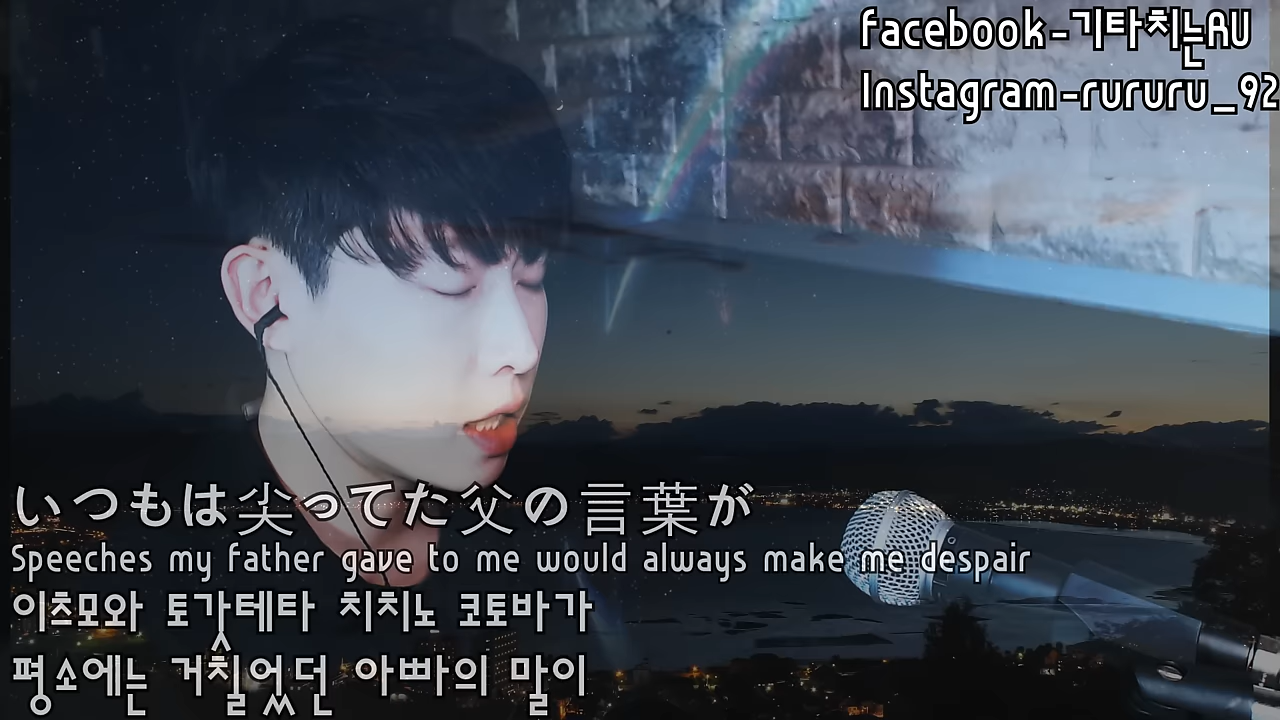 facebook-기타치는AU
Instagram-rururu_92
いつもは尖ってた父の言葉が
Speeches my father gave to me would always make me despair
이츠모와 토갓테타 치치노 코토바가
평소에는 거칠었던 아빠의 말이